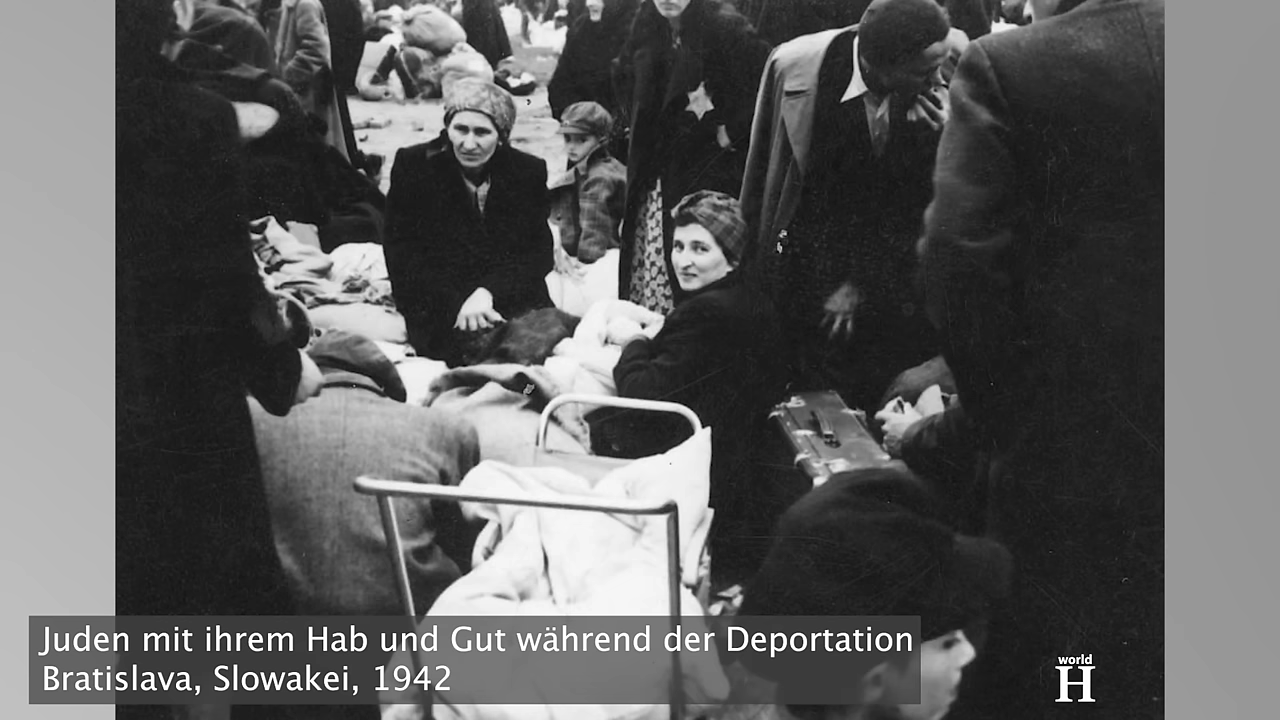 Juden mit ihrem Hab und Gut während der Deportation
Bratislava, Slowakei, 1942
world
H